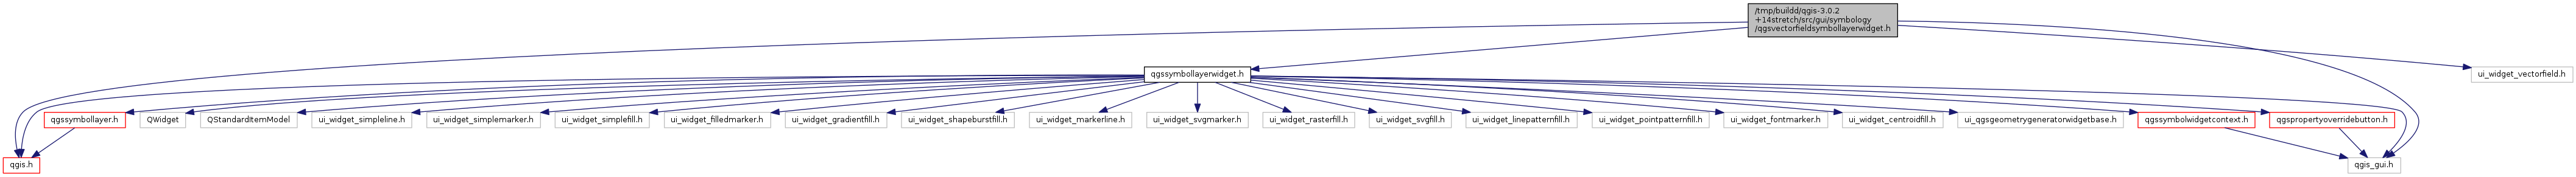 /tmp/buildd/qgis-3.0.2
+14stretch/src/gui/symbology
/qgsvectorfieldsymbollayerwidget.h
qgssymbollayerwidget.h
ui_widget_vectorfield.h
qgssymbollayer.h
QWidget
QStandardItemModel
ui_widget_simpleline.h
ui_widget_simplemarker.h
ui_widget_simplefill.h
ui_widget_filledmarker.h
ui_widget_gradientfill.h
ui_widget_shapeburstfill.h
ui_widget_markerline.h
ui_widget_svgmarker.h
ui_widget_rasterfill.h
ui_widget_svgfill.h
ui_widget_linepatternfill.h
ui_widget_pointpatternfill.h
ui_widget_fontmarker.h
ui_widget_centroidfill.h
ui_qgsgeometrygeneratorwidgetbase.h
qgssymbolwidgetcontext.h
qgspropertyoverridebutton.h
qgis.h
qgis_gui.h